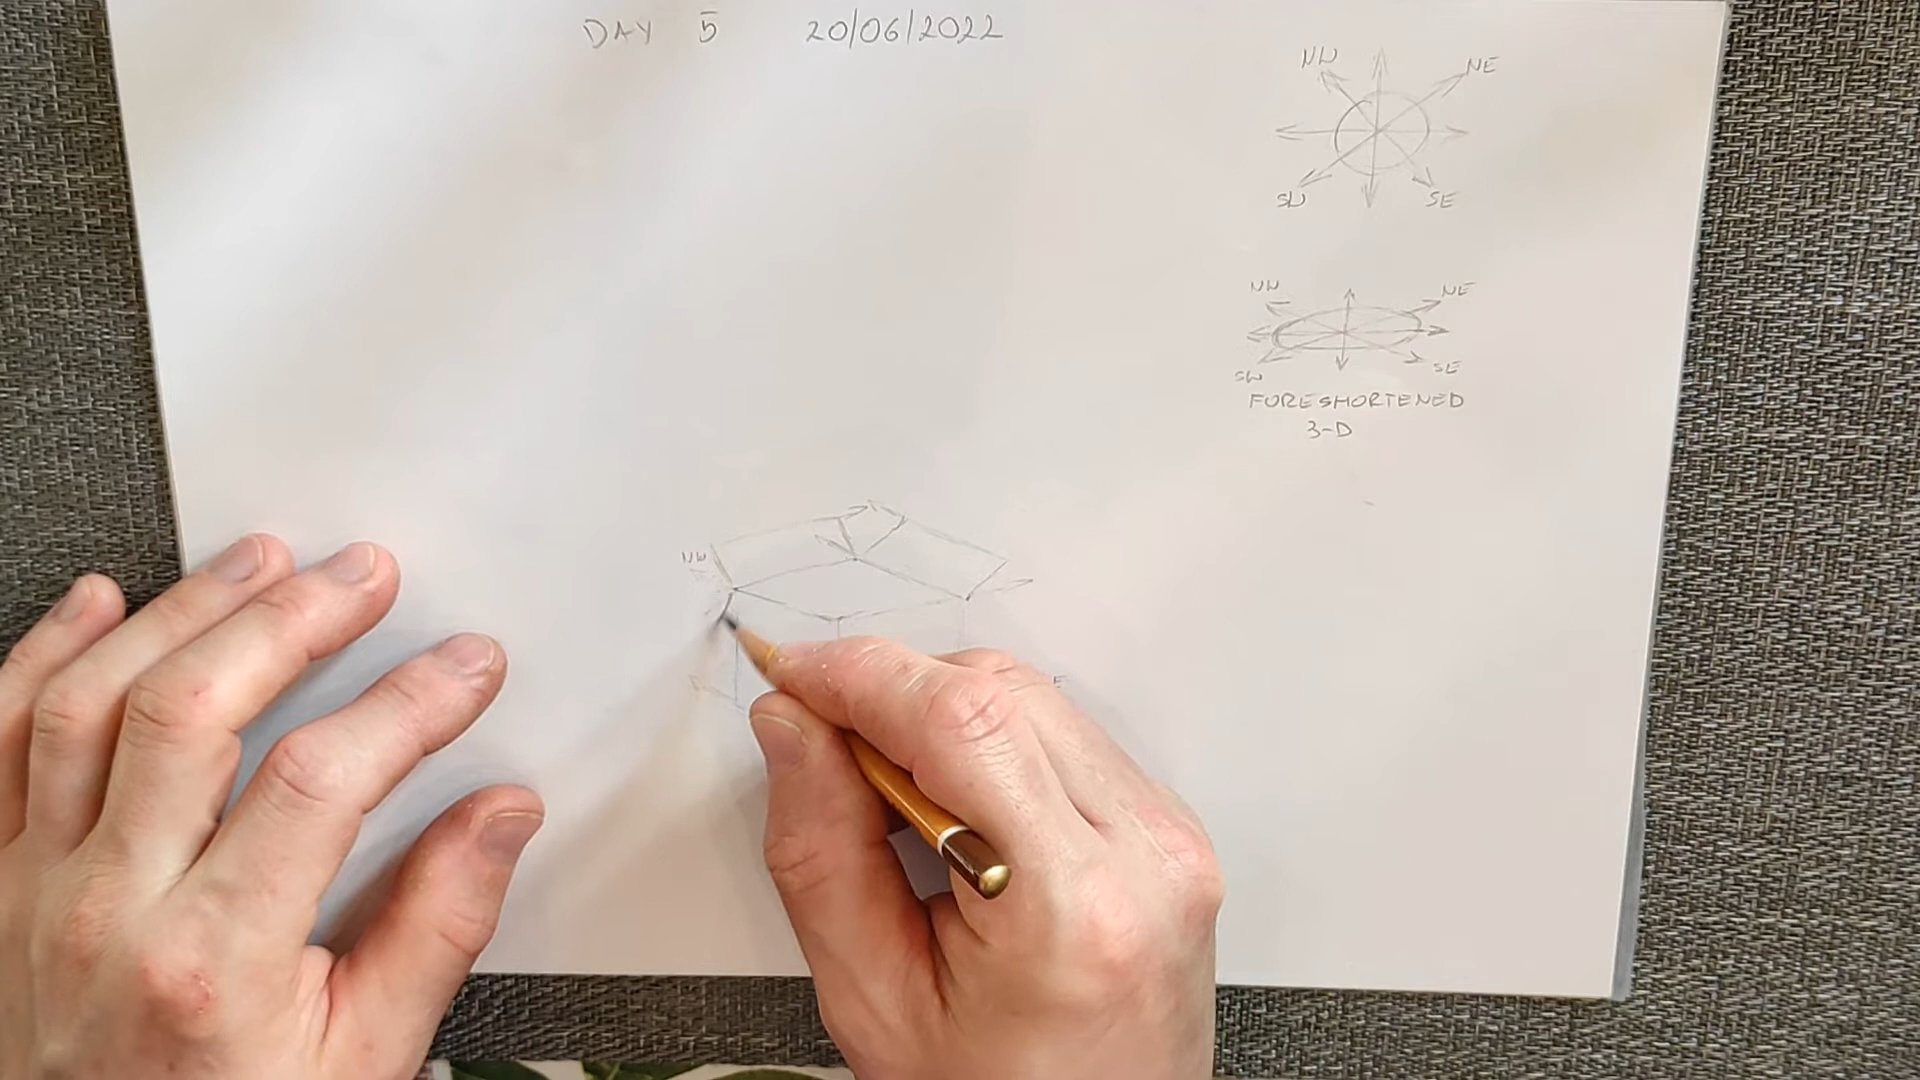 DAY 5 20/06/2022
NW NE
SW SE
NW NE
SW SE
FORESHORTENED
3-D
NW
E